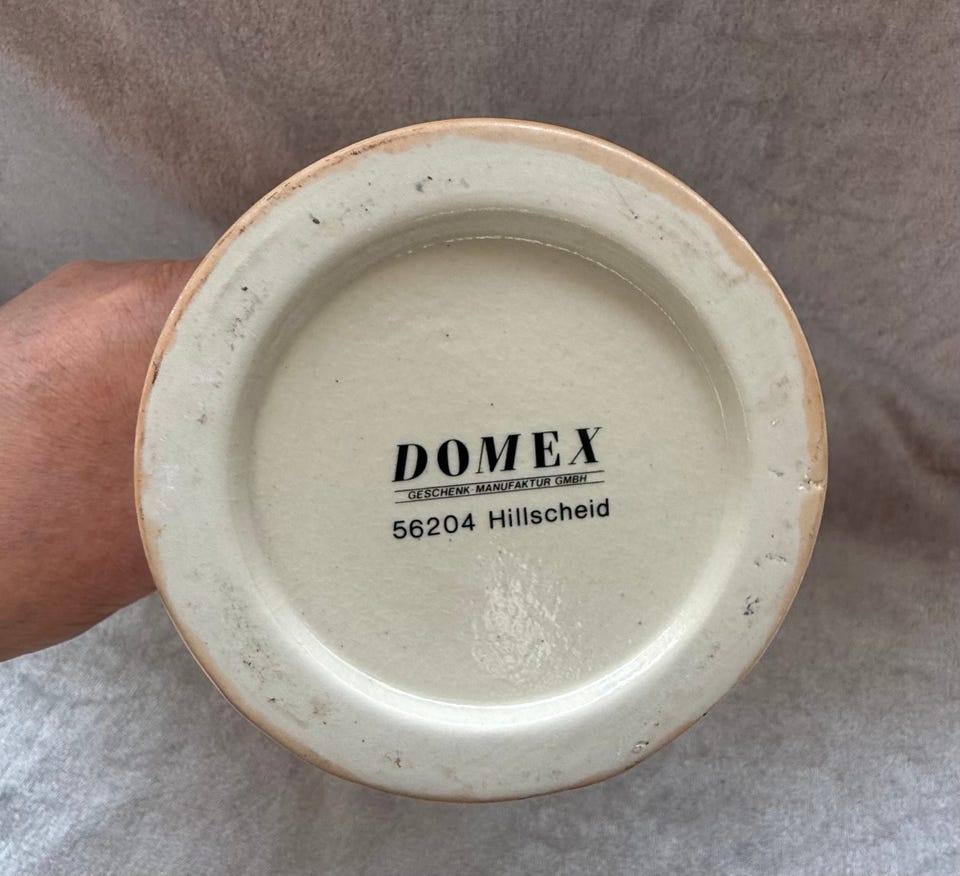 DOMEX
GESCHENK-MANUFAKTUR GMBH
56204 Hillscheid